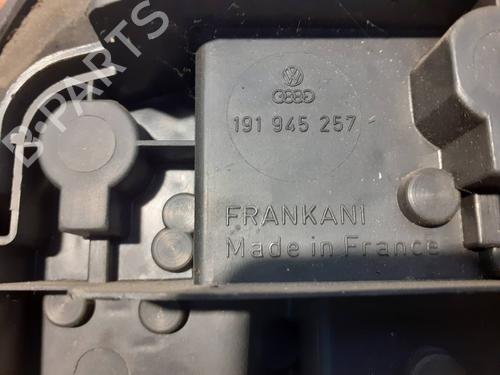 191 945 257
FRANKANI
Made in France
B-PARTS